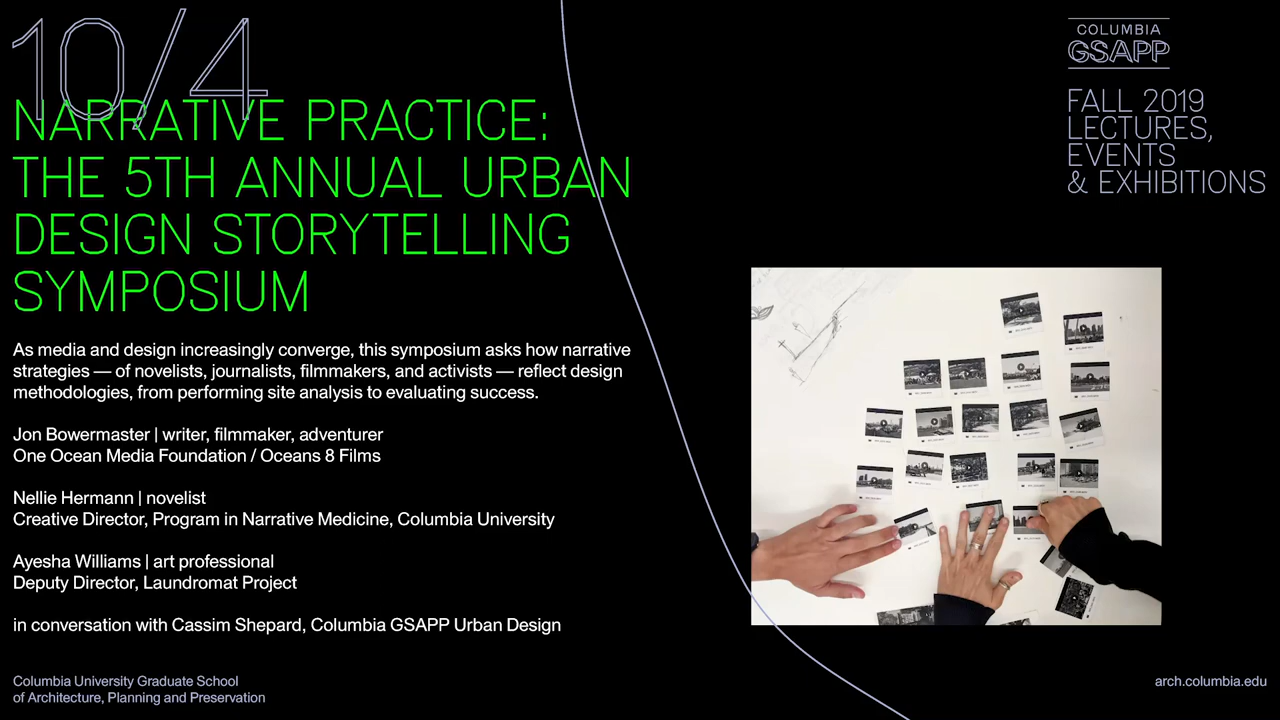 10/4
NARRATIVE PRACTICE:
THE 5TH ANNUAL URBAN
DESIGN STORYTELLING
SYMPOSIUM
As media and design increasingly converge, this symposium asks how narrative
strategies — of novelists, journalists, filmmakers, and activists — reflect design
methodologies, from performing site analysis to evaluating success.
Jon Bowermaster | writer, filmmaker, adventurer
One Ocean Media Foundation / Oceans 8 Films
Nellie Hermann | novelist
Creative Director, Program in Narrative Medicine, Columbia University
Ayesha Williams | art professional
Deputy Director, Laundromat Project
in conversation with Cassim Shepard, Columbia GSAPP Urban Design
Columbia University Graduate School
of Architecture, Planning and Preservation
COLUMBIA
GSAPP
FALL 2019
LECTURES,
EVENTS
& EXHIBITIONS
arch.columbia.edu